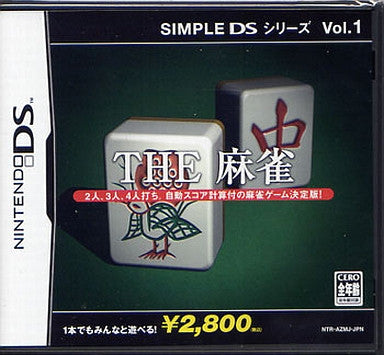 SIMPLE DS シリーズ Vol.1
NINTENDO DS™
中
THE 麻雀
2人、3人、4人打ち。自動スコア計算付の麻雀ゲーム決定版！
1本でもみんなと遊べる！ ¥2,800(税込)
CERO
全年齢
NTR-AZMJ-JPN